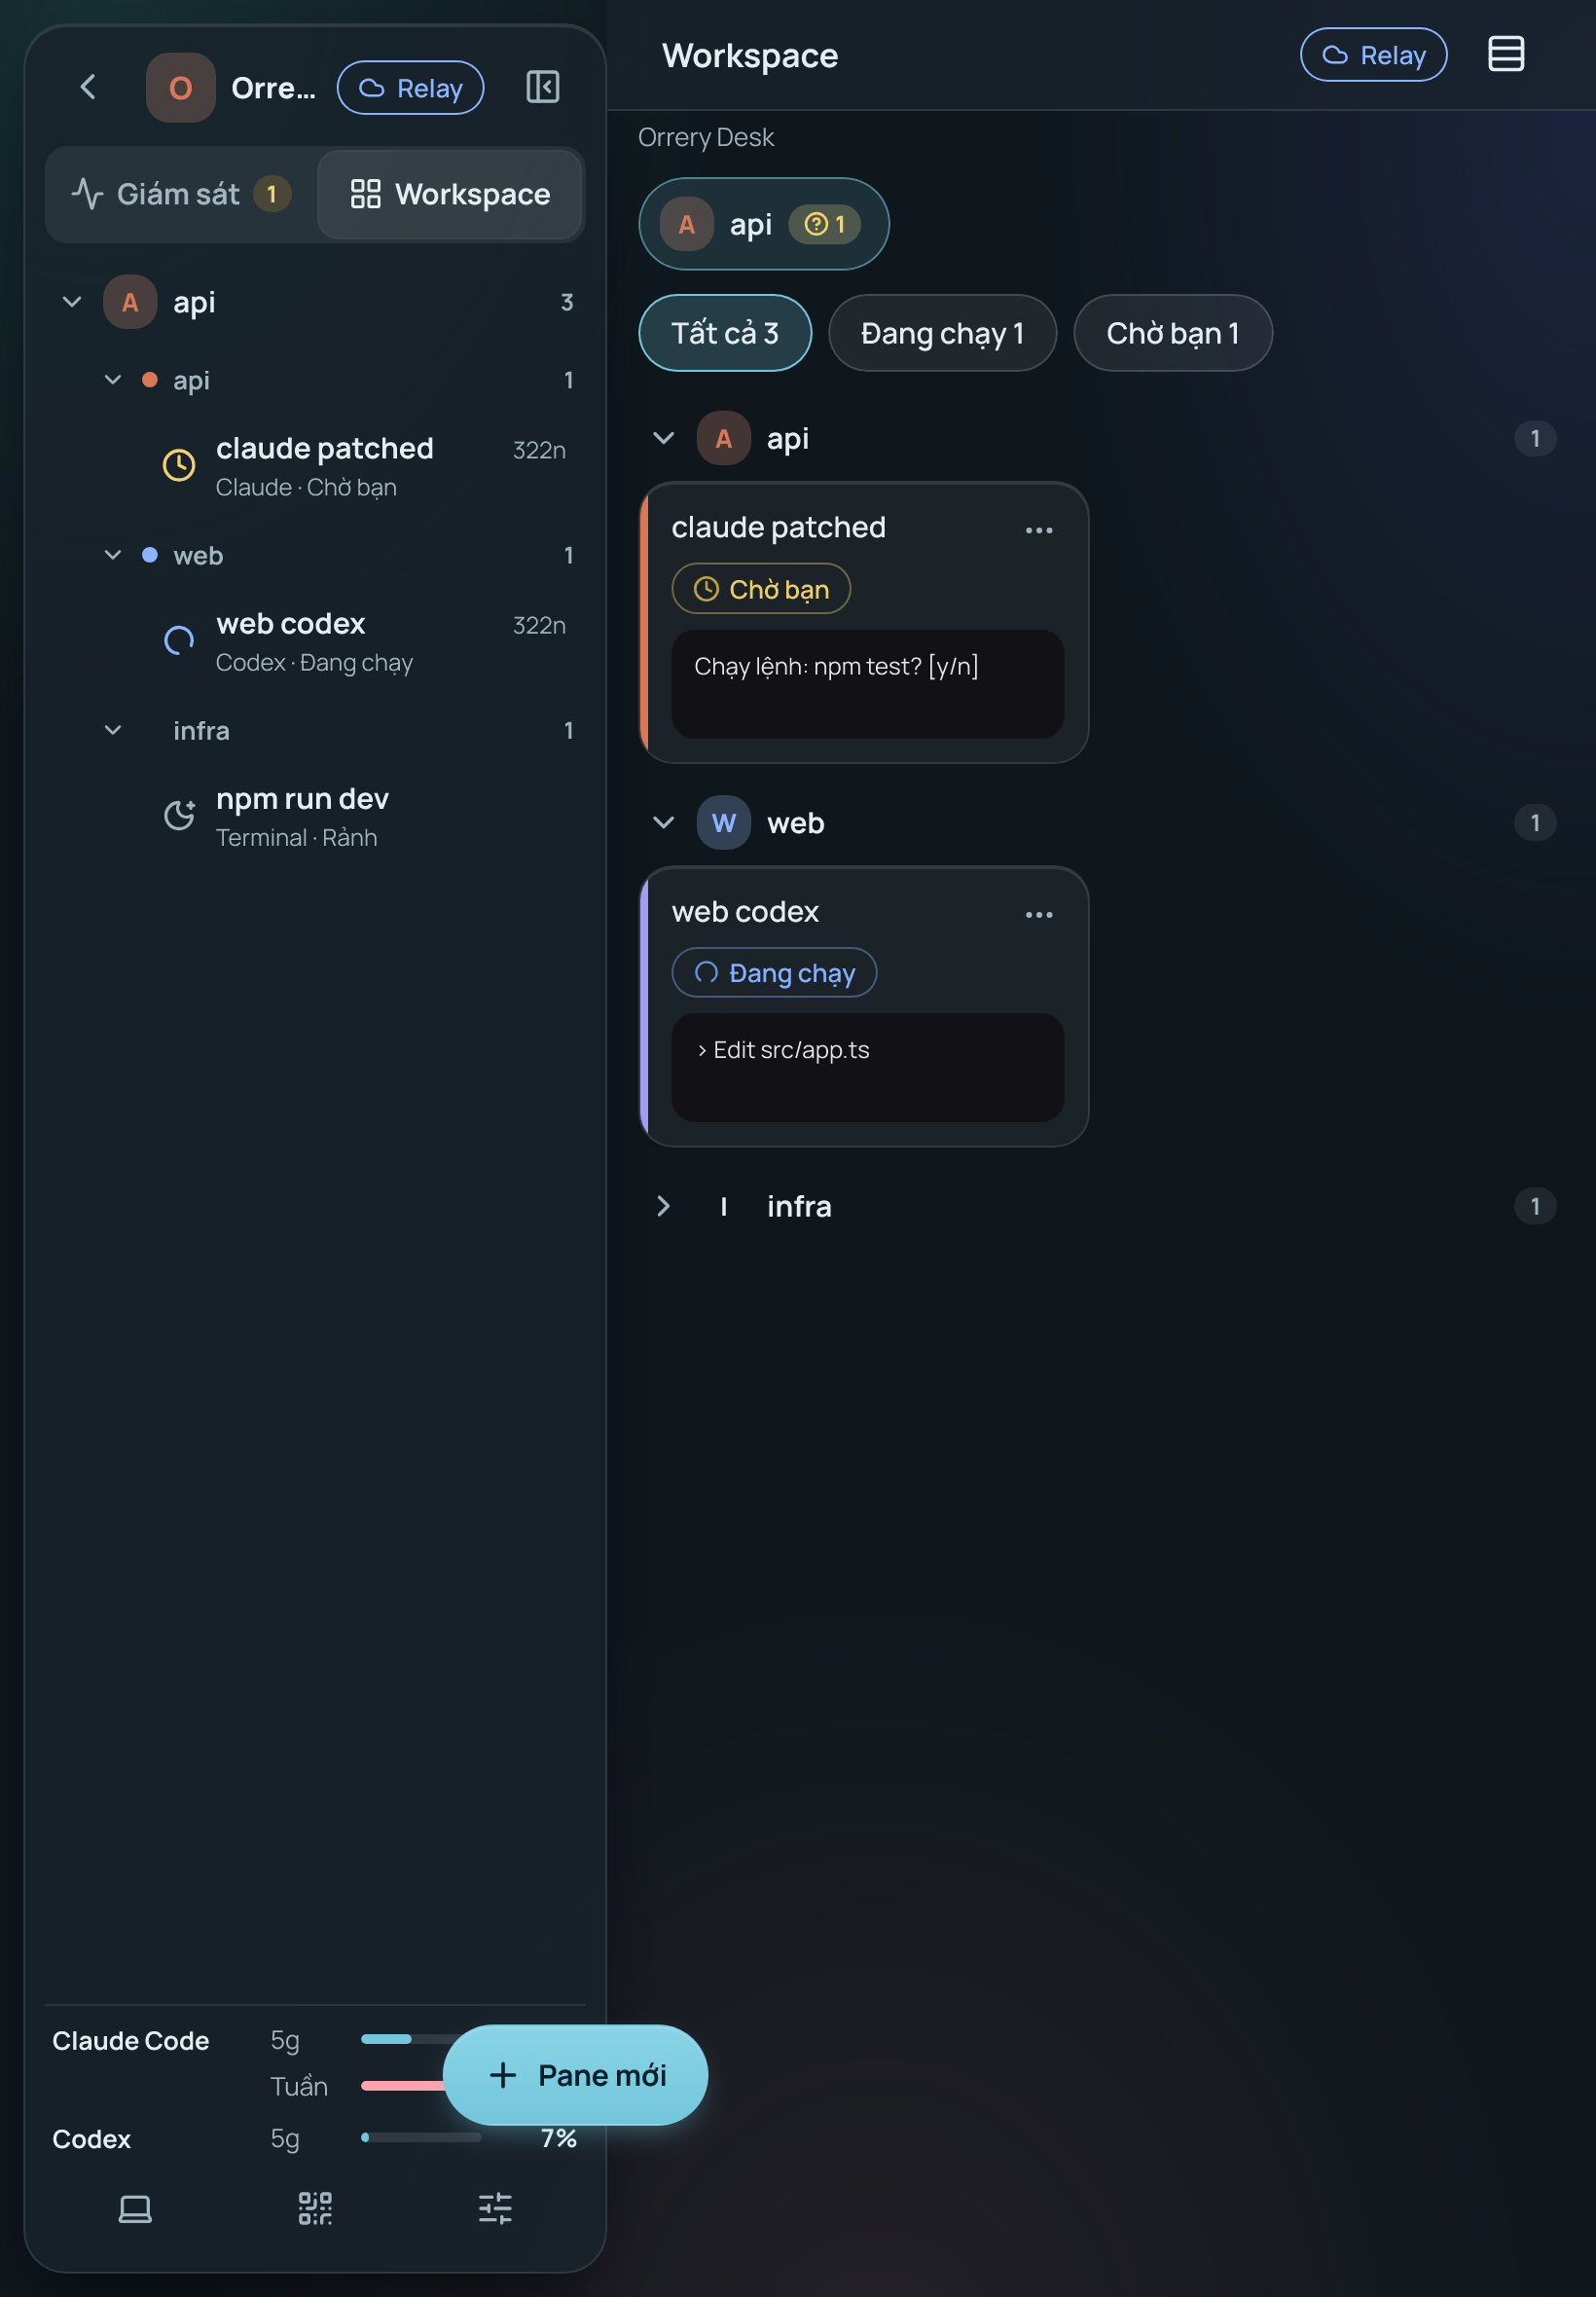 O Orre... Relay
Giám sát 1 Workspace
A api 3
api 1
claude patched 322n
Claude · Chờ bạn
web 1
web codex 322n
Codex · Đang chạy
infra 1
npm run dev
Terminal · Rảnh
Claude Code 5g
Tuần
Codex 5g 7%
Workspace Relay
Orrery Desk
A api ? 1
Tất cả 3 Đang chạy 1 Chờ bạn 1
A api 1
claude patched
Chờ bạn
Chạy lệnh: npm test? [y/n]
W web 1
web codex
Đang chạy
› Edit src/app.ts
I infra 1
+ Pane mới